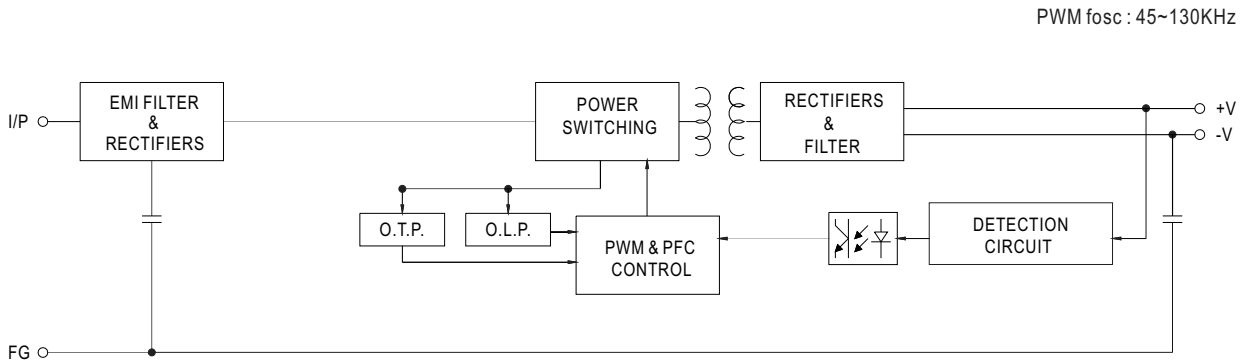 PWM fosc : 45~130KHz
I/P
EMI FILTER
&
RECTIFIERS
POWER
SWITCHING
RECTIFIERS
&
FILTER
+V
-V
O.T.P.
O.L.P.
PWM & PFC
CONTROL
DETECTION
CIRCUIT
FG